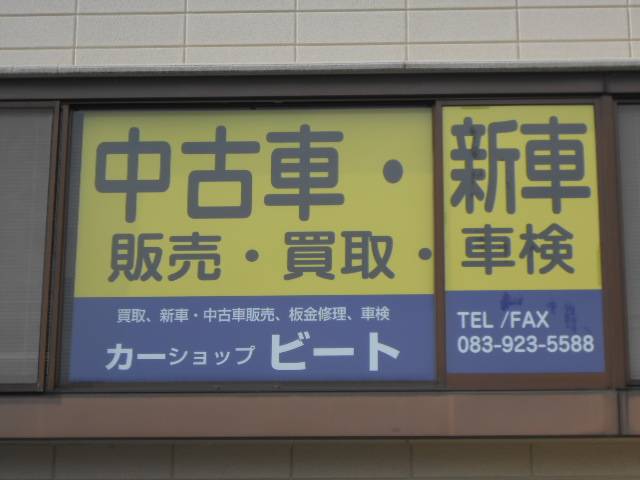 中古車・新車
販売・買取・車検
買取、新車・中古車販売、板金修理、車検
カーショップ ビート
TEL /FAX
083-923-5588